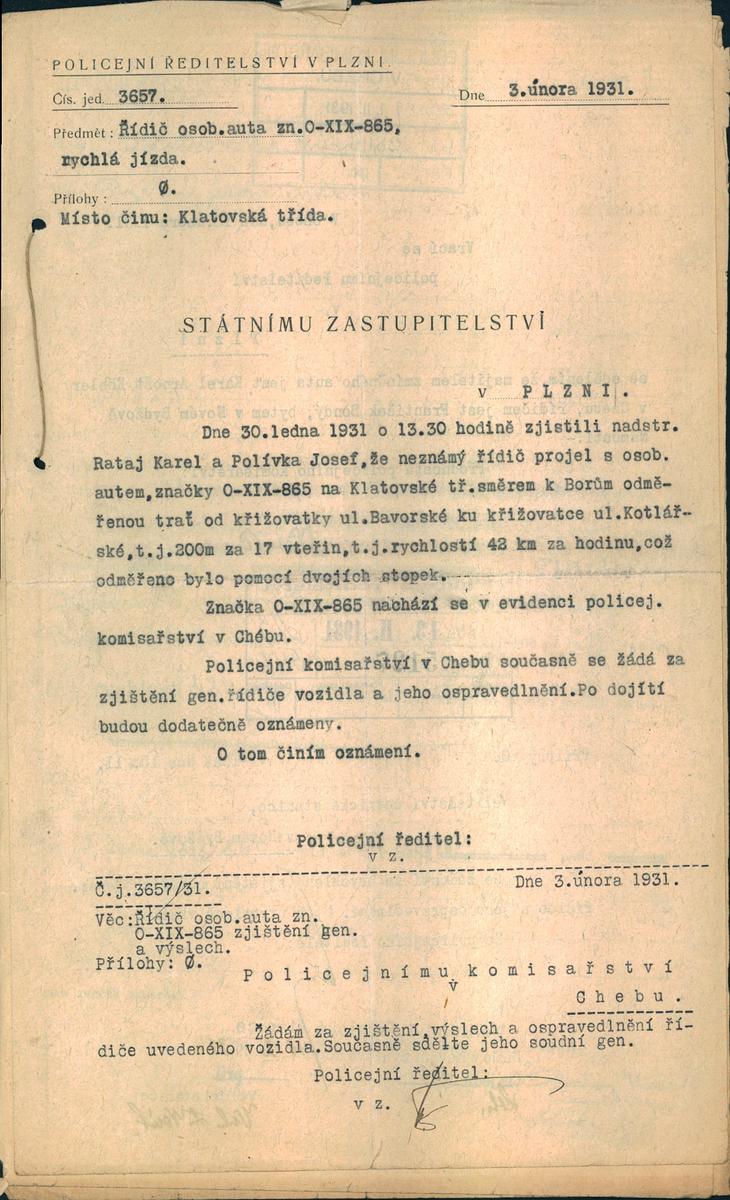 POLICEJNÍ ŘEDITELSTVÍ V PLZNI.
Čís. jed. 3657.
Dne 3.února 1931.
Předmět : Řídič osob.auta zn.O-XIX-865,
rychlá jízda.
Přílohy : Ø.
Místo činu: Klatovská třída.
STÁTNÍMU ZASTUPITELSTVÍ
v PLZNI.
Dne 30.ledna 1931 o 13.30 hodině zjistili nadstr.
Rataj Karel a Polívka Josef,že neznámý řídič projel s osob.
autem,značky O-XIX-865 na Klatovské tř.směrem k Borům odmě-
řenou trať od křižovatky ul.Bavorské ku křižovatce ul.Kotlář-
ské,t.j.200m za 17 vteřin,t.j.rychlostí 42 km za hodinu,což
odměřeno bylo pomocí dvojích stopek.
Značka O-XIX-865 nachází se v evidenci policej.
komisařství v Chébu.
Policejní komisařství v Chebu současně se žádá za
zjištění gen.řídiče vozidla a jeho ospravedlnění.Po dojítí
budou dodatečně oznámeny.
O tom činím oznámení.
Policejní ředitel:
v z.
Č.j.3657/31.
Dne 3.února 1931.
Věc:Řídič osob.auta zn.
O-XIX-865 zjištění gen.
a výslech.
Přílohy: Ø.
Policejnímu komisařství
v
Chebu.
Žádám za zjištění,výslech a ospravedlnění ří-
diče uvedeného vozidla.Současně sdělte jeho soudní gen.
Policejní ředitel:
v z.